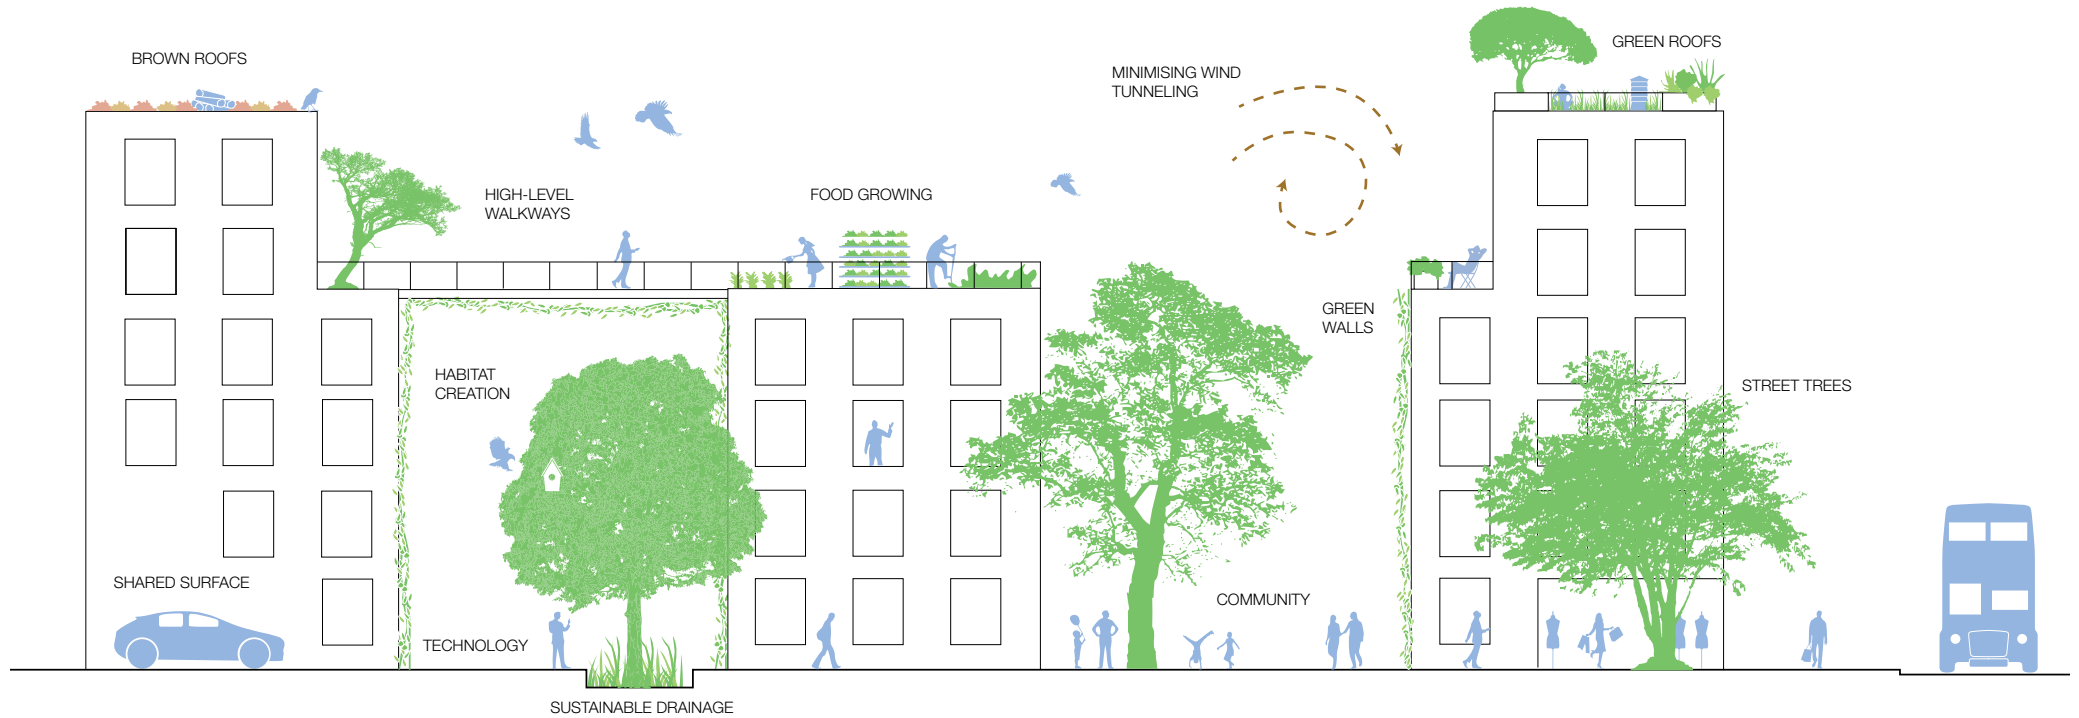 BROWN ROOFS
GREEN ROOFS
MINIMISING WIND
TUNNELING
HIGH-LEVEL
WALKWAYS
FOOD GROWING
GREEN
WALLS
HABITAT
CREATION
STREET TREES
SHARED SURFACE
COMMUNITY
TECHNOLOGY
SUSTAINABLE DRAINAGE